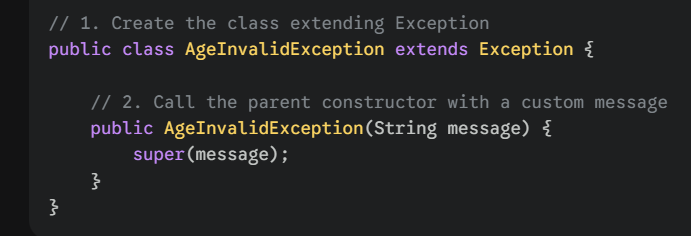 // 1. Create the class extending Exception
public class AgeInvalidException extends Exception {
// 2. Call the parent constructor with a custom message
public AgeInvalidException(String message) {
super(message);
}
}